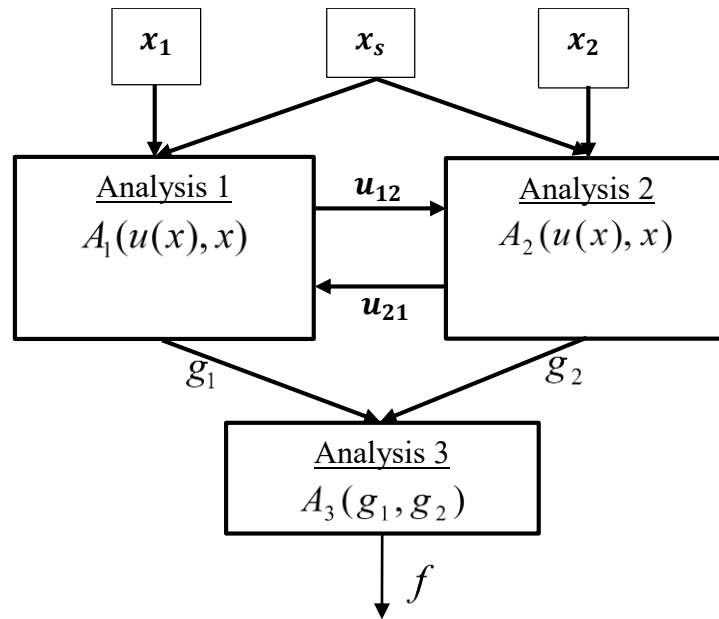 x₁
xₛ
x₂
Analysis 1
A₁(u(x), x)
u₁₂
Analysis 2
A₂(u(x), x)
u₂₁
g₁
g₂
Analysis 3
A₃(g₁, g₂)
f